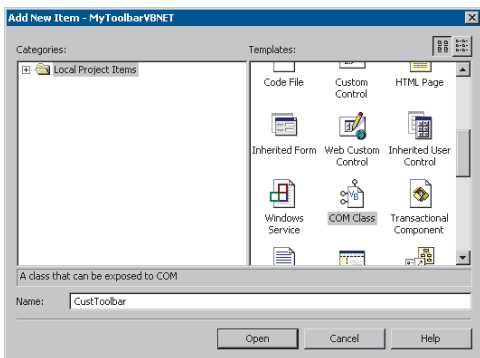 Add New Item - MyToolbarVBNET
Categories:
Templates:
Local Project Items
Code File
Custom
Control
HTML Page
Inherited Form
Web Custom
Control
Inherited User
Control
Windows
Service
COM Class
Transactional
Component
A class that can be exposed to COM
Name:
CustToolbar
Open
Cancel
Help